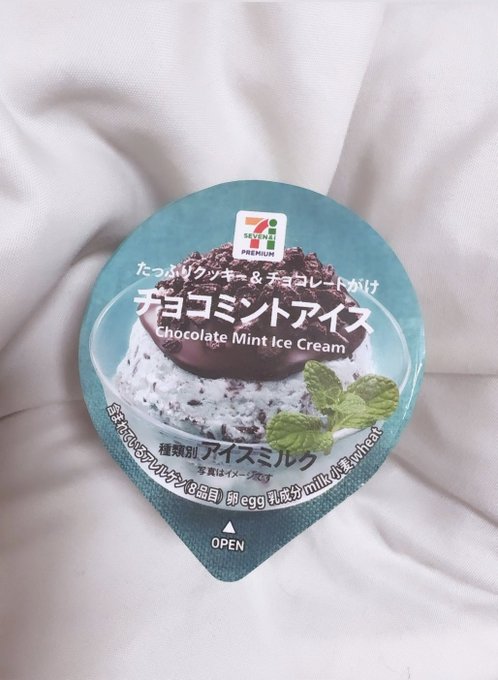 SEVEN&i
PREMIUM
たっぷりクッキー&チョコレートがけ
チョコミントアイス
Chocolate Mint Ice Cream
種類別 アイスミルク
写真はイメージです
含まれているアレルゲン(8品目) 卵 egg 乳成分 milk 小麦 wheat
OPEN